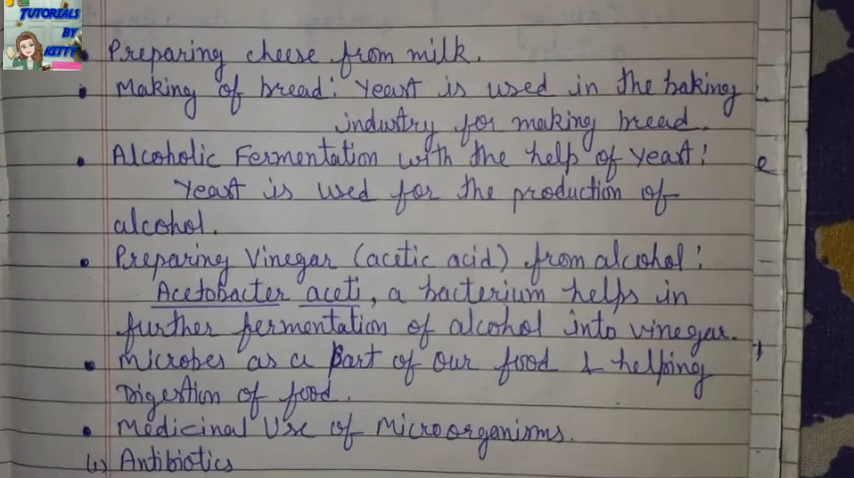 TUTORIALS
BY
KITTY
• Preparing cheese from milk.
• Making of bread: Yeast is used in the baking
industry for making bread.
• Alcoholic Fermentation with the help of yeast:
Yeast is used for the production of
alcohol.
• Preparing Vinegar (acetic acid) from alcohol:
Acetobacter aceti, a bacterium helps in
further fermentation of alcohol into vinegar.
• Microbes as a Part of our food & helping
Digestion of food.
• Medicinal Use of Microorganisms.
(1) Antibiotics